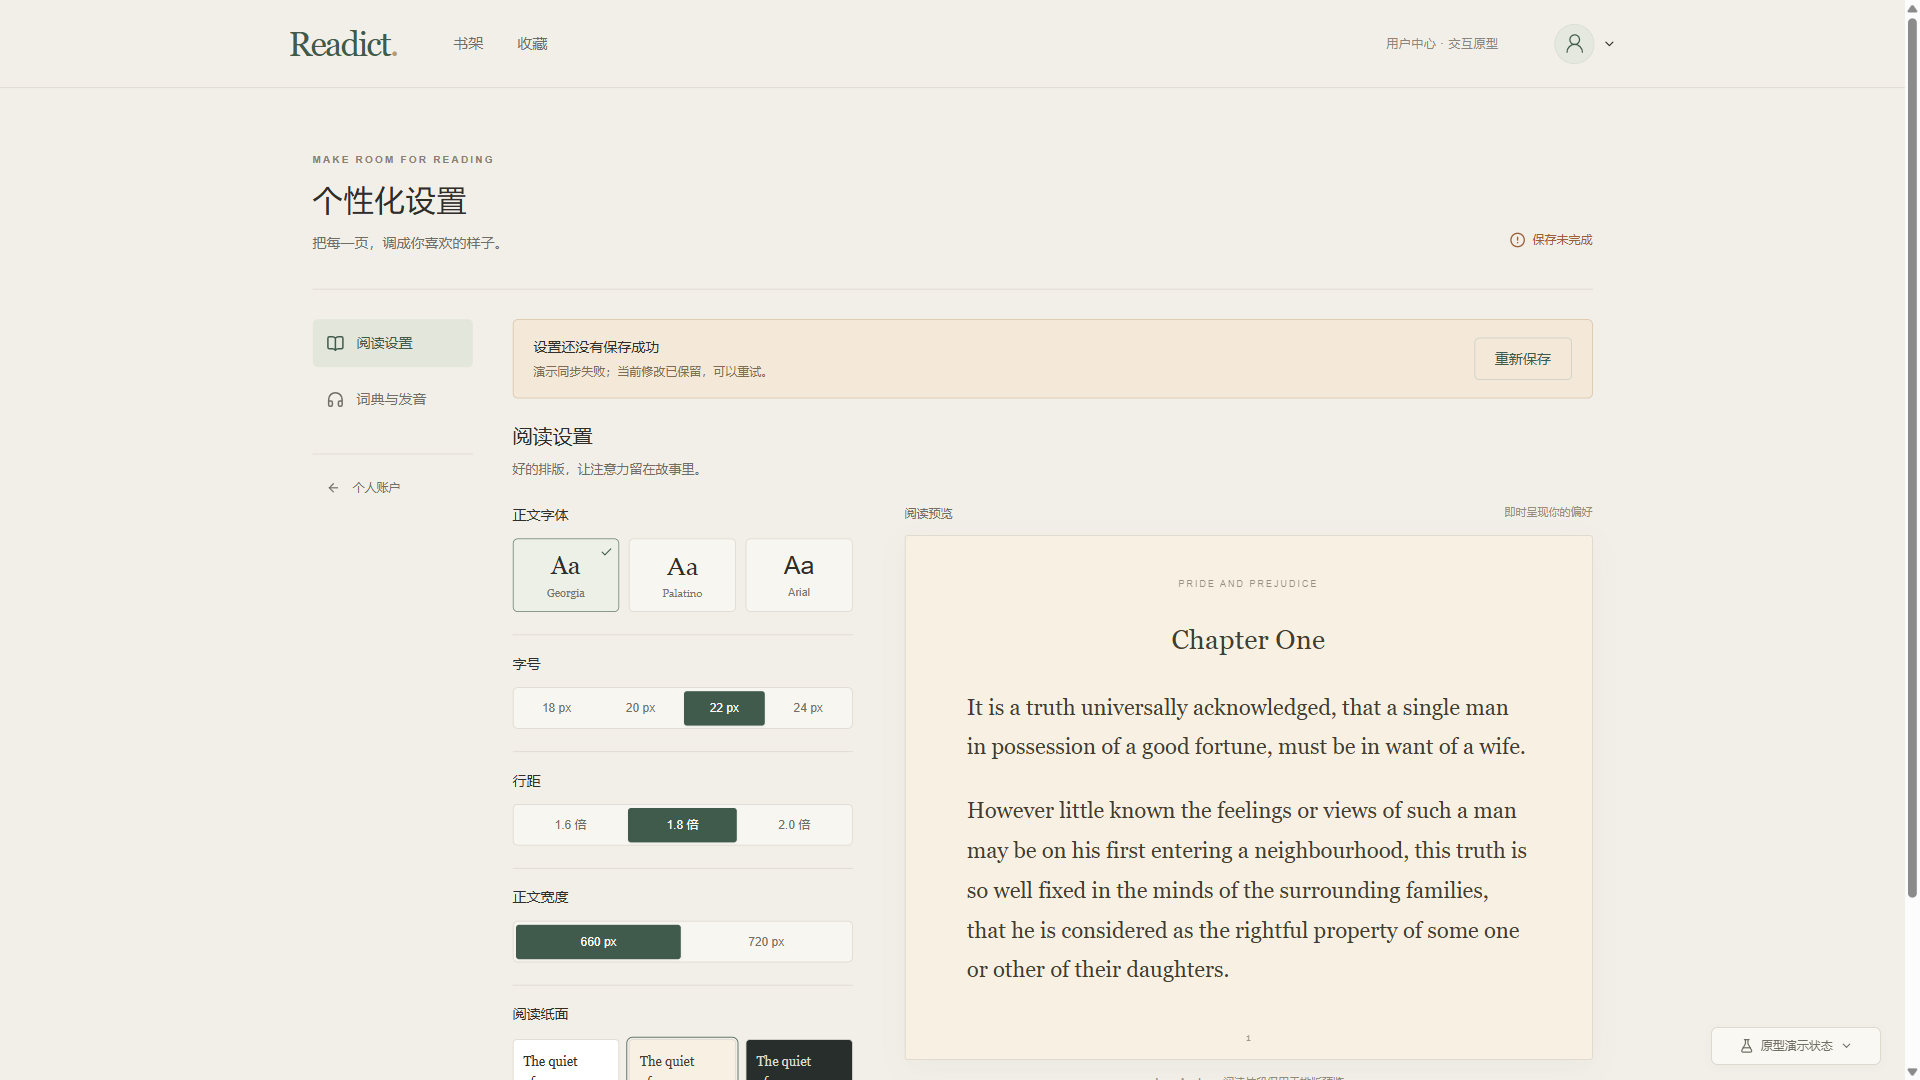 Readict.
书架
收藏
用户中心 · 交互原型
MAKE ROOM FOR READING
个性化设置
把每一页，调成你喜欢的样子。
保存未完成
阅读设置
词典与发音
个人账户
设置还没有保存成功
演示同步失败；当前修改已保留，可以重试。
重新保存
阅读设置
好的排版，让注意力留在故事里。
正文字体
Aa
Georgia
Aa
Palatino
Aa
Arial
字号
18 px
20 px
22 px
24 px
行距
1.6 倍
1.8 倍
2.0 倍
正文宽度
660 px
720 px
阅读纸面
The quiet
The quiet
The quiet
阅读预览
即时呈现你的偏好
PRIDE AND PREJUDICE
Chapter One
It is a truth universally acknowledged, that a single man
in possession of a good fortune, must be in want of a wife.
However little known the feelings or views of such a man
may be on his first entering a neighbourhood, this truth is
so well fixed in the minds of the surrounding families,
that he is considered as the rightful property of some one
or other of their daughters.
1
原型演示状态